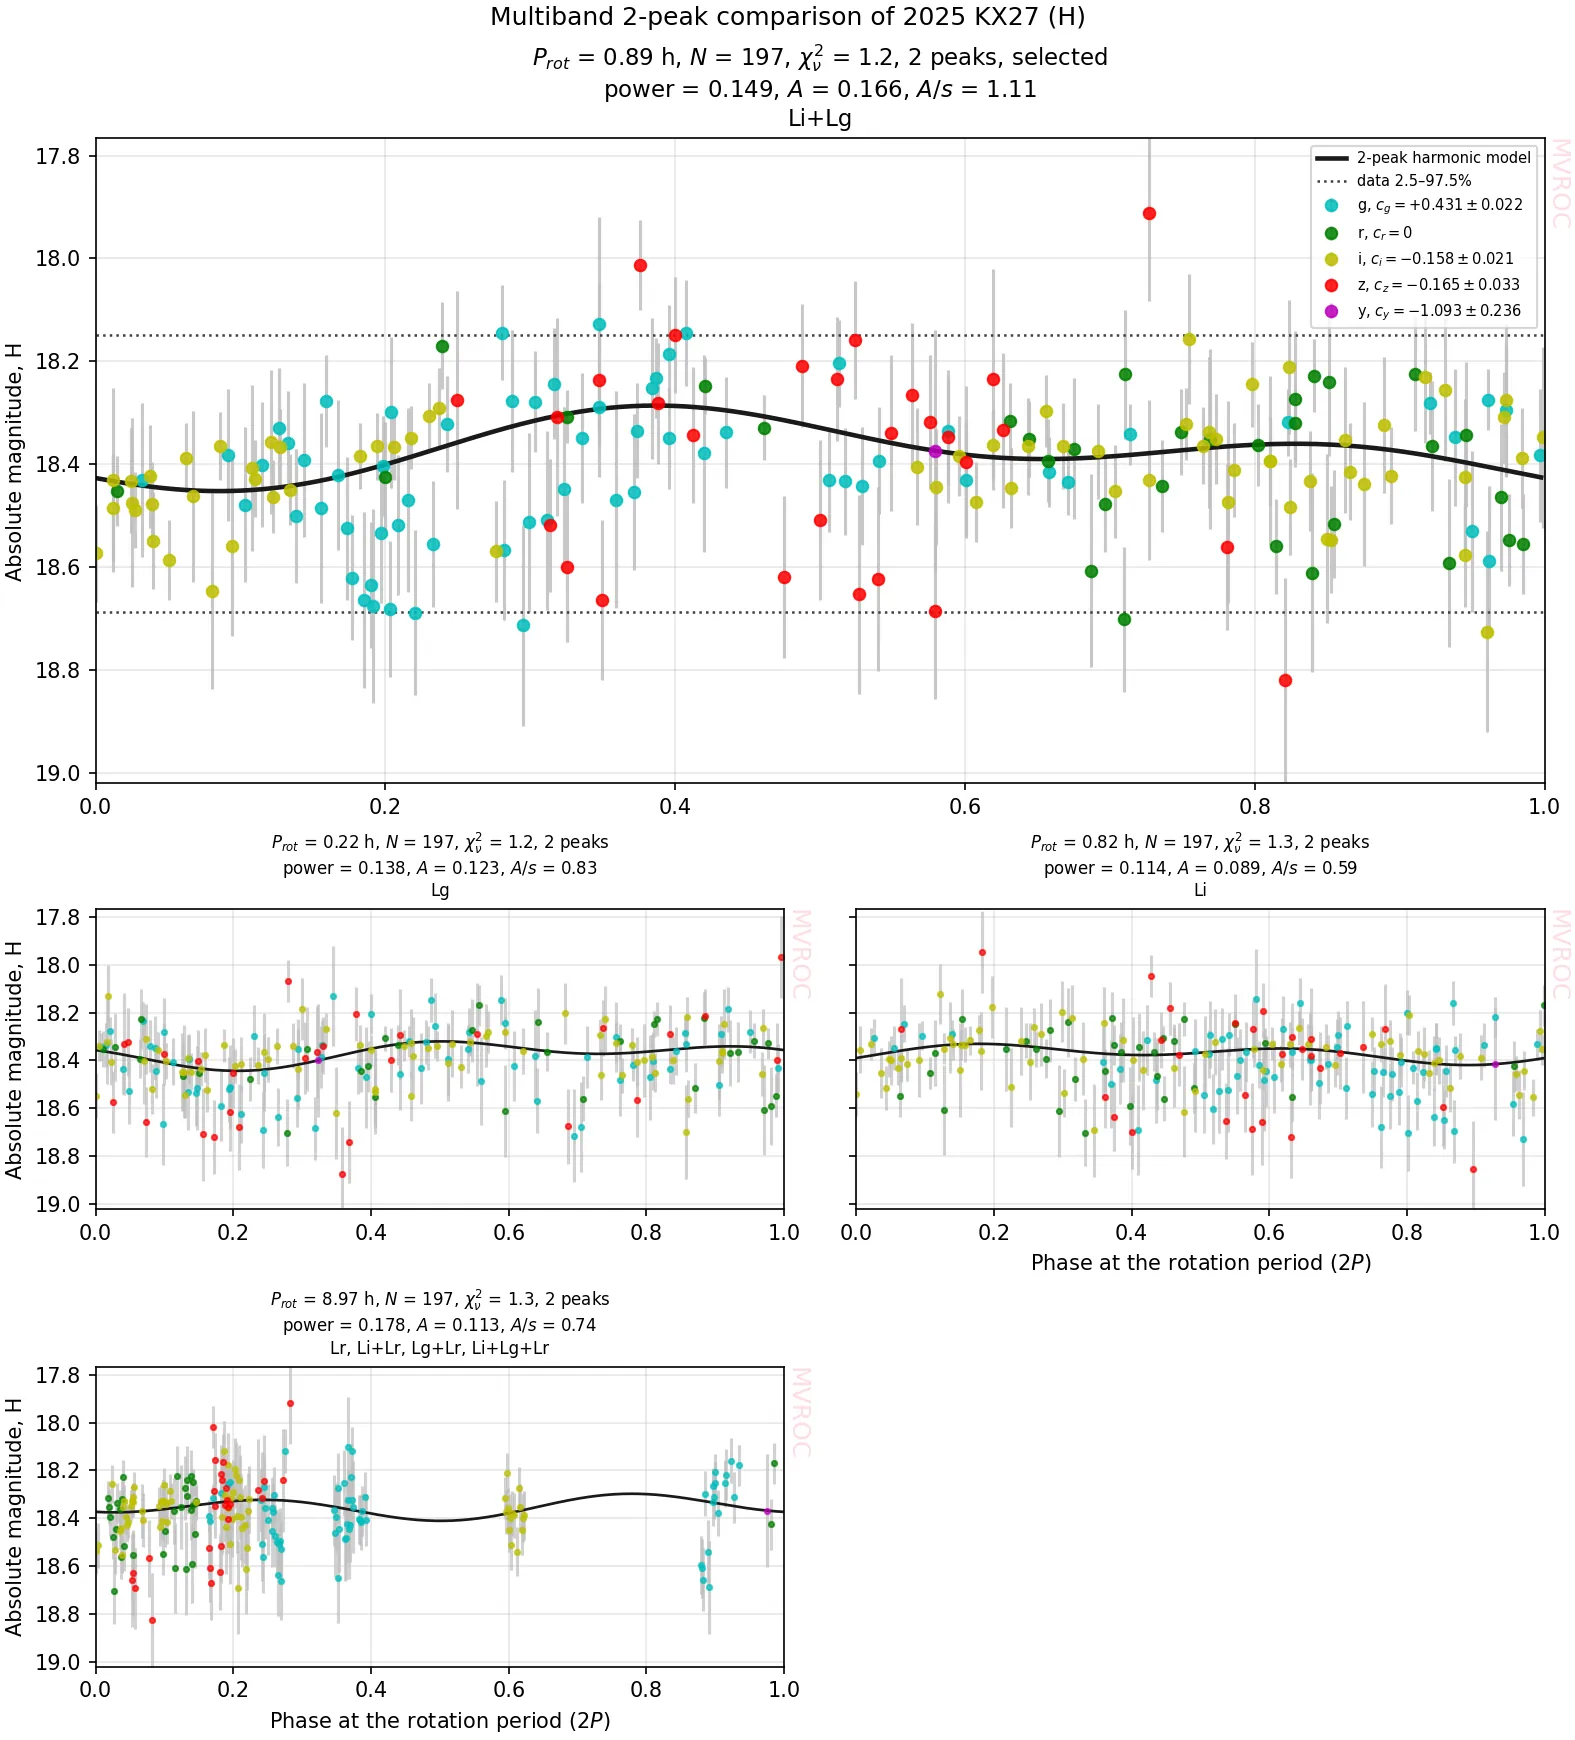 Multiband 2-peak comparison of 2025 KX27 (H)
P_rot = 0.89 h, N = 197, χ²_ν = 1.2, 2 peaks, selected
power = 0.149, A = 0.166, A/s = 1.11
Li+Lg
Absolute magnitude, H
17.8
18.0
18.2
18.4
18.6
18.8
19.0
0.0 0.2 0.4 0.6 0.8 1.0
2-peak harmonic model
data 2.5–97.5%
g, c_g = +0.431 ± 0.022
r, c_r = 0
i, c_i = −0.158 ± 0.021
z, c_z = −0.165 ± 0.033
y, c_y = −1.093 ± 0.236
MVROC
P_rot = 0.22 h, N = 197, χ²_ν = 1.2, 2 peaks
power = 0.138, A = 0.123, A/s = 0.83
Lg
Absolute magnitude, H
17.8
18.0
18.2
18.4
18.6
18.8
19.0
0.0 0.2 0.4 0.6 0.8 1.0
MVROC
P_rot = 0.82 h, N = 197, χ²_ν = 1.3, 2 peaks
power = 0.114, A = 0.089, A/s = 0.59
Li
0.0 0.2 0.4 0.6 0.8 1.0
Phase at the rotation period (2P)
MVROC
P_rot = 8.97 h, N = 197, χ²_ν = 1.3, 2 peaks
power = 0.178, A = 0.113, A/s = 0.74
Lr, Li+Lr, Lg+Lr, Li+Lg+Lr
Absolute magnitude, H
17.8
18.0
18.2
18.4
18.6
18.8
19.0
0.0 0.2 0.4 0.6 0.8 1.0
Phase at the rotation period (2P)
MVROC